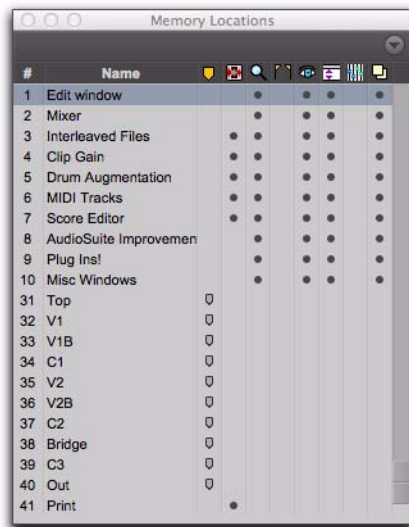 Memory Locations
# Name
1 Edit window
2 Mixer
3 Interleaved Files
4 Clip Gain
5 Drum Augmentation
6 MIDI Tracks
7 Score Editor
8 AudioSuite Improvemen
9 Plug Ins!
10 Misc Windows
31 Top
32 V1
33 V1B
34 C1
35 V2
36 V2B
37 C2
38 Bridge
39 C3
40 Out
41 Print